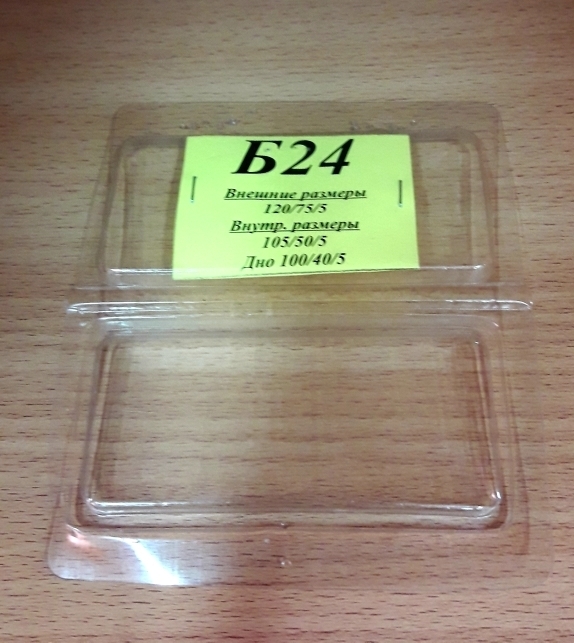 Б24
Внешние размеры
120/75/5
Внутр. размеры
105/50/5
Дно 100/40/5